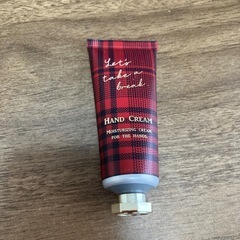 Let's
take a
break.
HAND CREAM
MOISTURIZING CREAM
FOR THE HANDS.